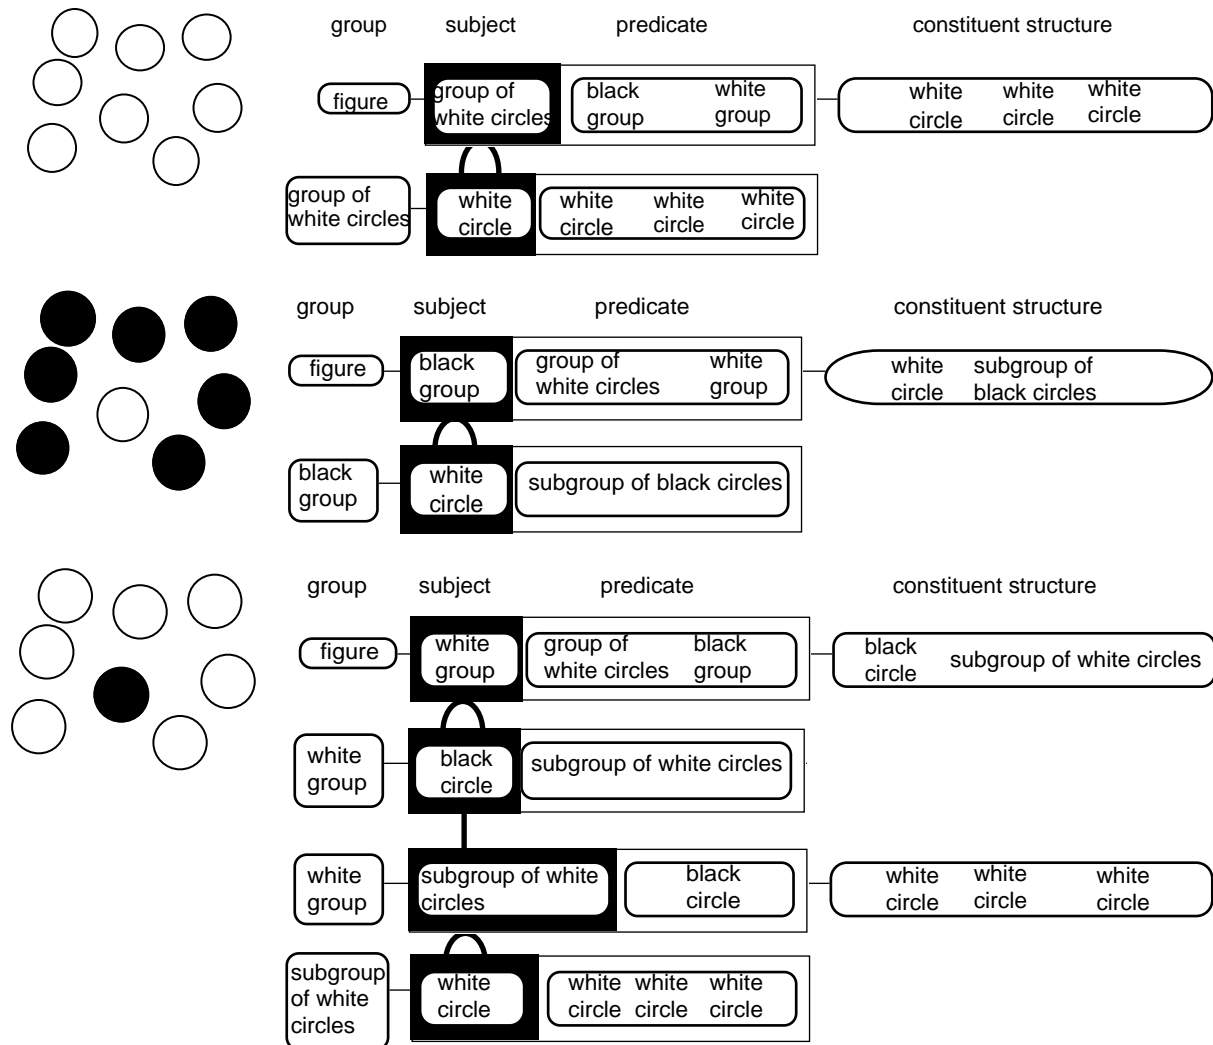 group subject predicate constituent structure
figure group of white circles black group white group white circle white circle white circle
group of white circles white circle white circle white circle white circle
group subject predicate constituent structure
figure black group group of white circles white group white circle subgroup of black circles
black group white circle subgroup of black circles
group subject predicate constituent structure
figure white group group of white circles black group black circle subgroup of white circles
white group black circle subgroup of white circles
white group subgroup of white circles black circle white circle white circle white circle
subgroup of white circles white circle white circle white circle white circle